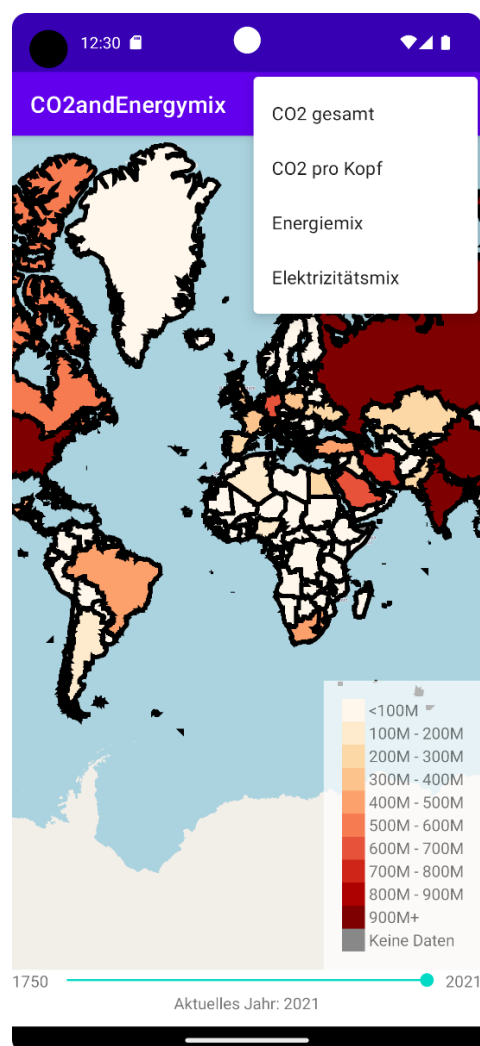 12:30
CO2andEnergymix
CO2 gesamt
CO2 pro Kopf
Energiemix
Elektrizitätsmix
<100M
100M - 200M
200M - 300M
300M - 400M
400M - 500M
500M - 600M
600M - 700M
700M - 800M
800M - 900M
900M+
Keine Daten
1750 2021
Aktuelles Jahr: 2021